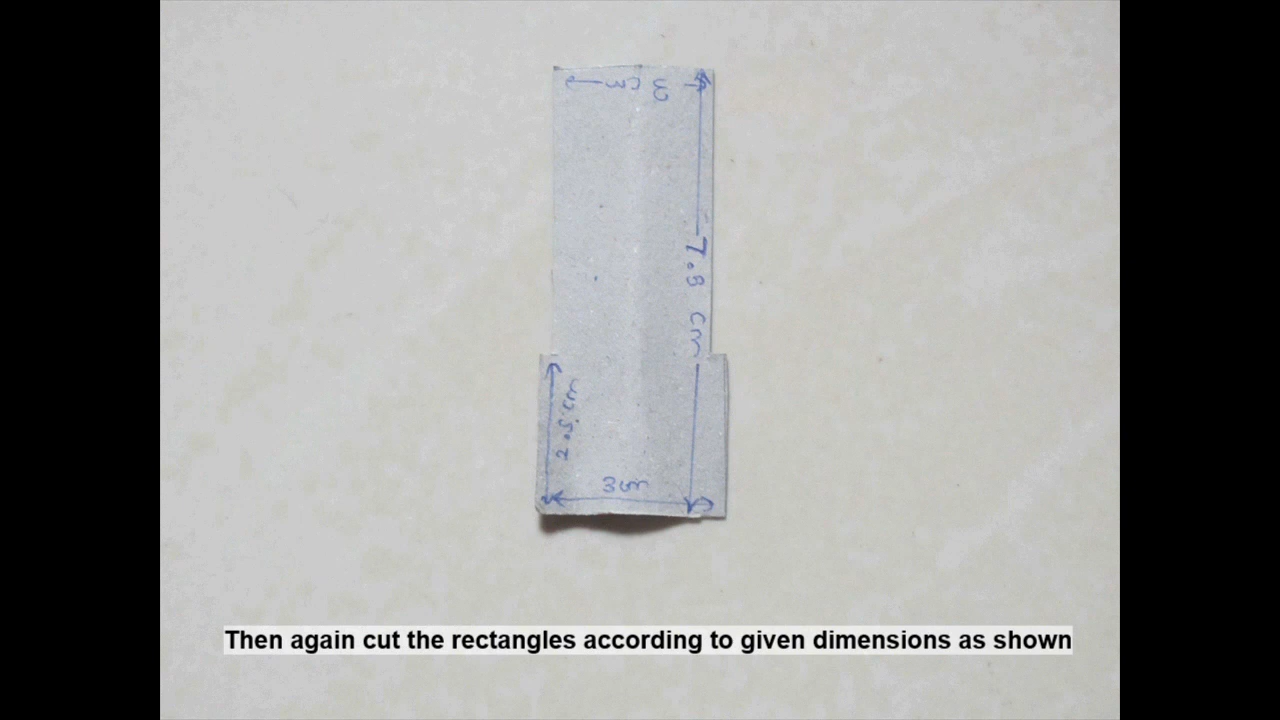 3 cm
7.8 cm
2.5 cm
3cm
Then again cut the rectangles according to given dimensions as shown